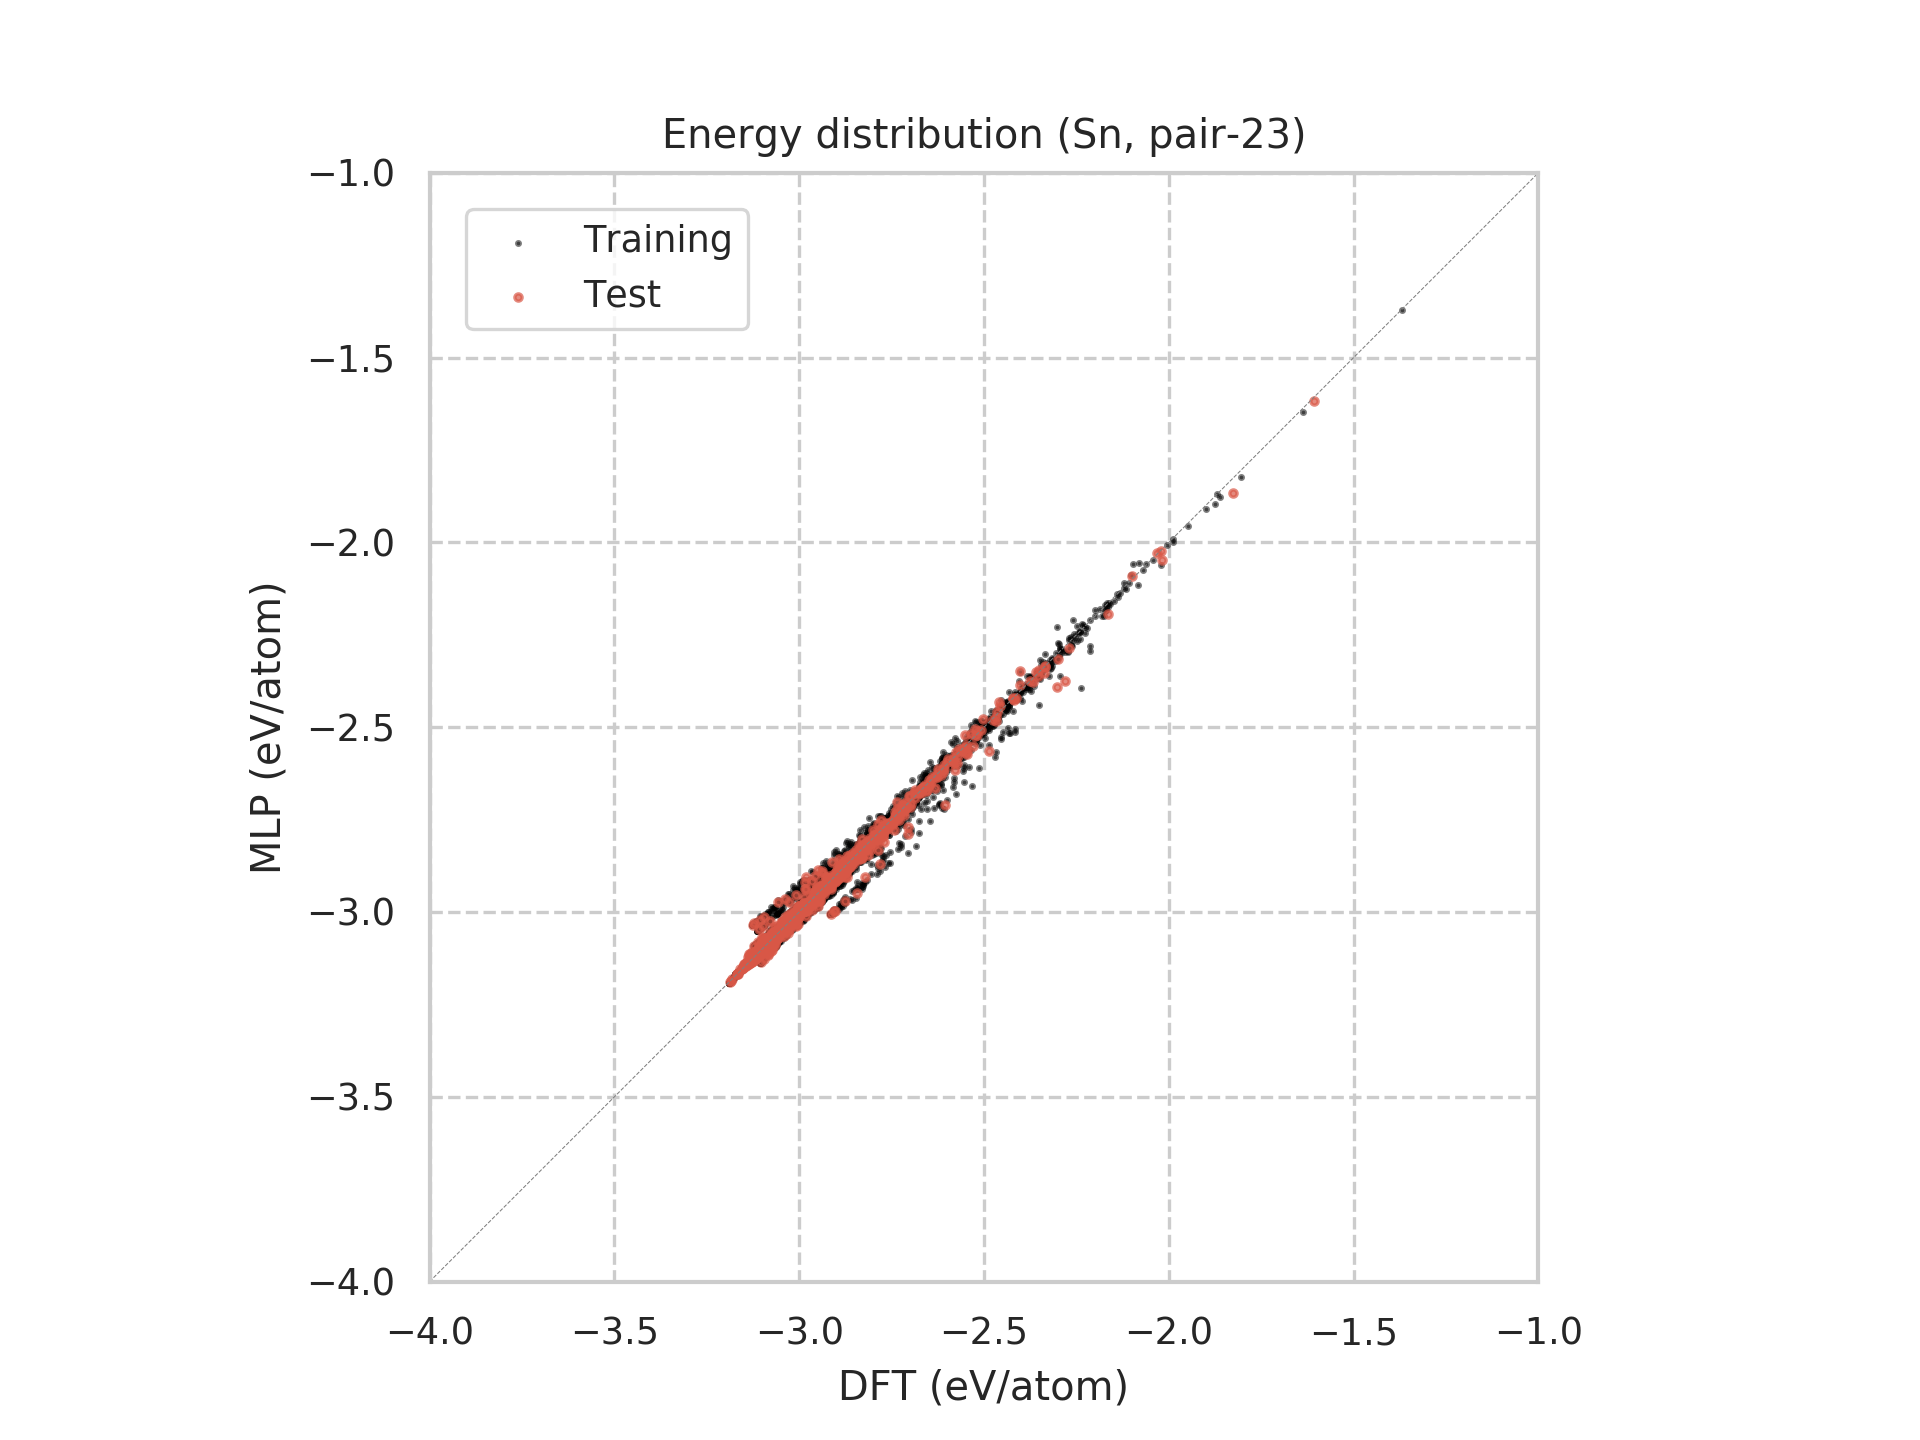 Energy distribution (Sn, pair-23)
Training
Test
MLP (eV/atom)
−1.0
−1.5
−2.0
−2.5
−3.0
−3.5
−4.0
−4.0 −3.5 −3.0 −2.5 −2.0 −1.5 −1.0
DFT (eV/atom)